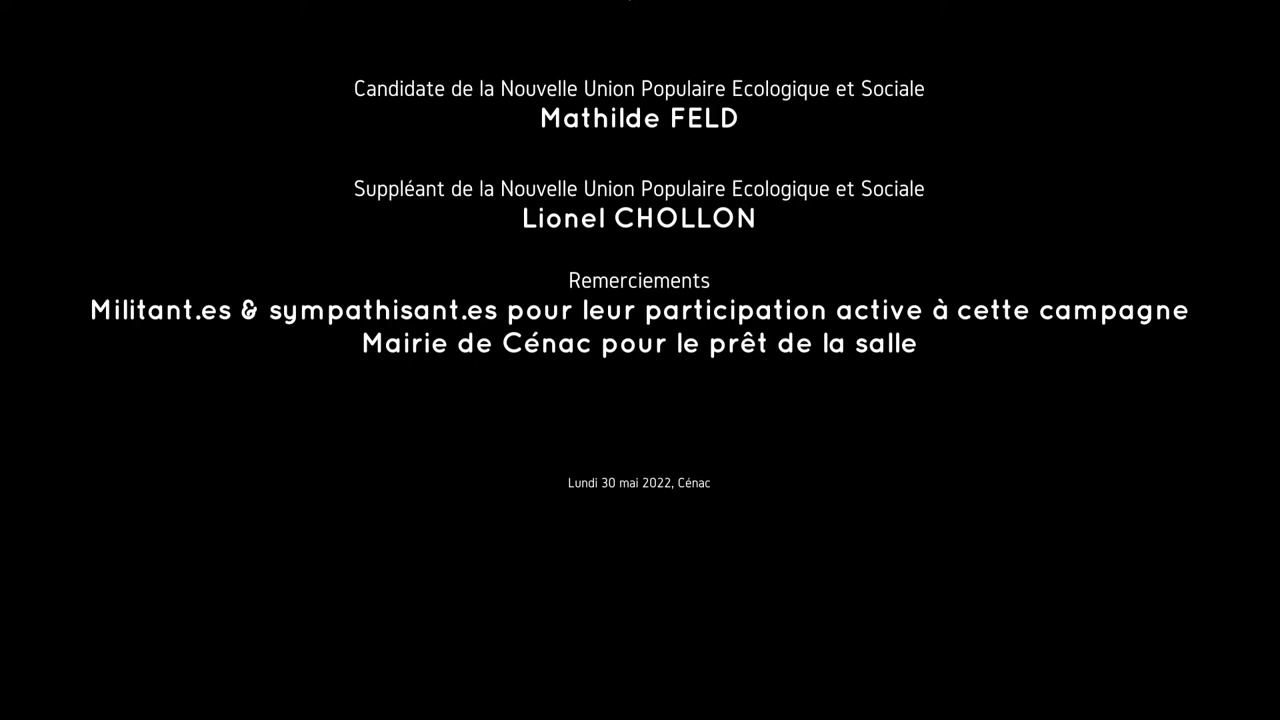 Candidate de la Nouvelle Union Populaire Ecologique et Sociale
Mathilde FELD
Suppléant de la Nouvelle Union Populaire Ecologique et Sociale
Lionel CHOLLON
Remerciements
Militant.es & sympathisant.es pour leur participation active à cette campagne
Mairie de Cénac pour le prêt de la salle
Lundi 30 mai 2022, Cénac